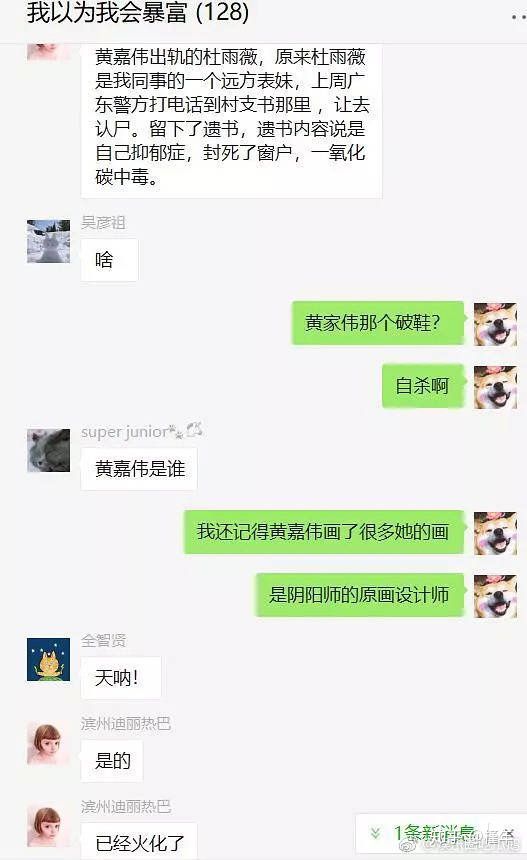 我以为我会暴富 (128)
黄嘉伟出轨的杜雨薇，原来杜雨薇
是我同事的一个远方表妹，上周广
东警方打电话到村支书那里，让去
认尸。留下了遗书，遗书内容说是
自己抑郁症，封死了窗户，一氧化
碳中毒。
吴彦祖
啥
黄家伟那个破鞋？
自杀啊
super junior
黄嘉伟是谁
我还记得黄嘉伟画了很多她的画
是阴阳师的原画设计师
全智贤
天呐！
滨州迪丽热巴
是的
滨州迪丽热巴
已经火化了
1条新消息